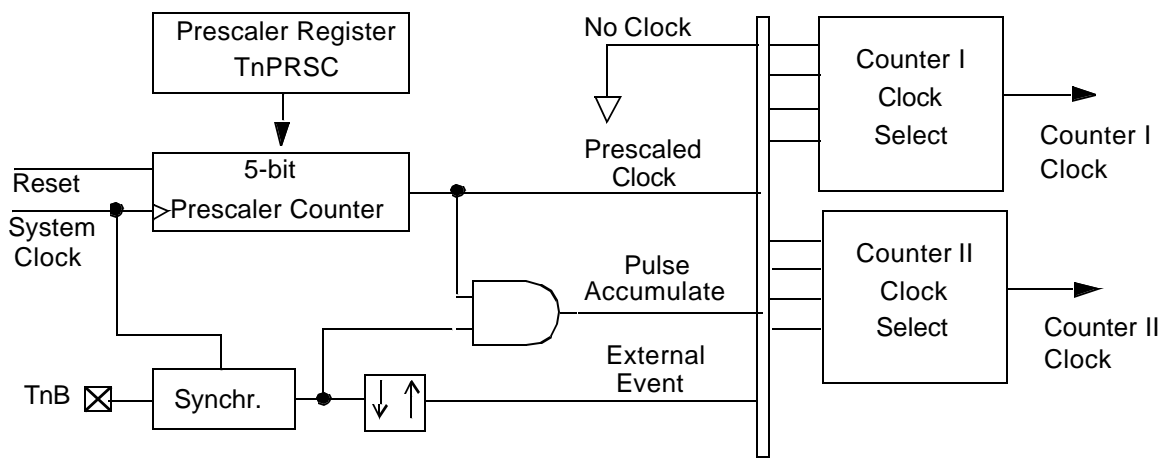 Prescaler Register
TnPRSC
No Clock
Counter I
Clock
Select
Counter I
Clock
5-bit
Prescaler Counter
Reset
System
Clock
Prescaled
Clock
Pulse
Accumulate
Counter II
Clock
Select
Counter II
Clock
External
Event
TnB
Synchr.